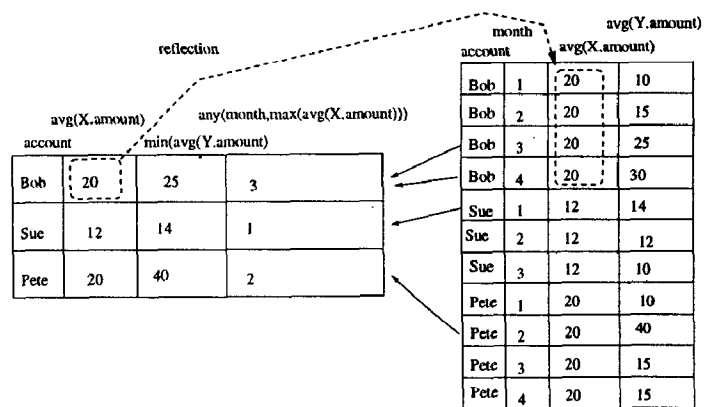 reflection
avg(X.amount) any(month,max(avg(X.amount)))
account min(avg(Y.amount)
Bob 20 25 3
Sue 12 14 1
Pete 20 40 2
month avg(Y.amount)
account avg(X.amount)
Bob 1 20 10
Bob 2 20 15
Bob 3 20 25
Bob 4 20 30
Sue 1 12 14
Sue 2 12 12
Sue 3 12 10
Pete 1 20 10
Pete 2 20 40
Pete 3 20 15
Pete 4 20 15